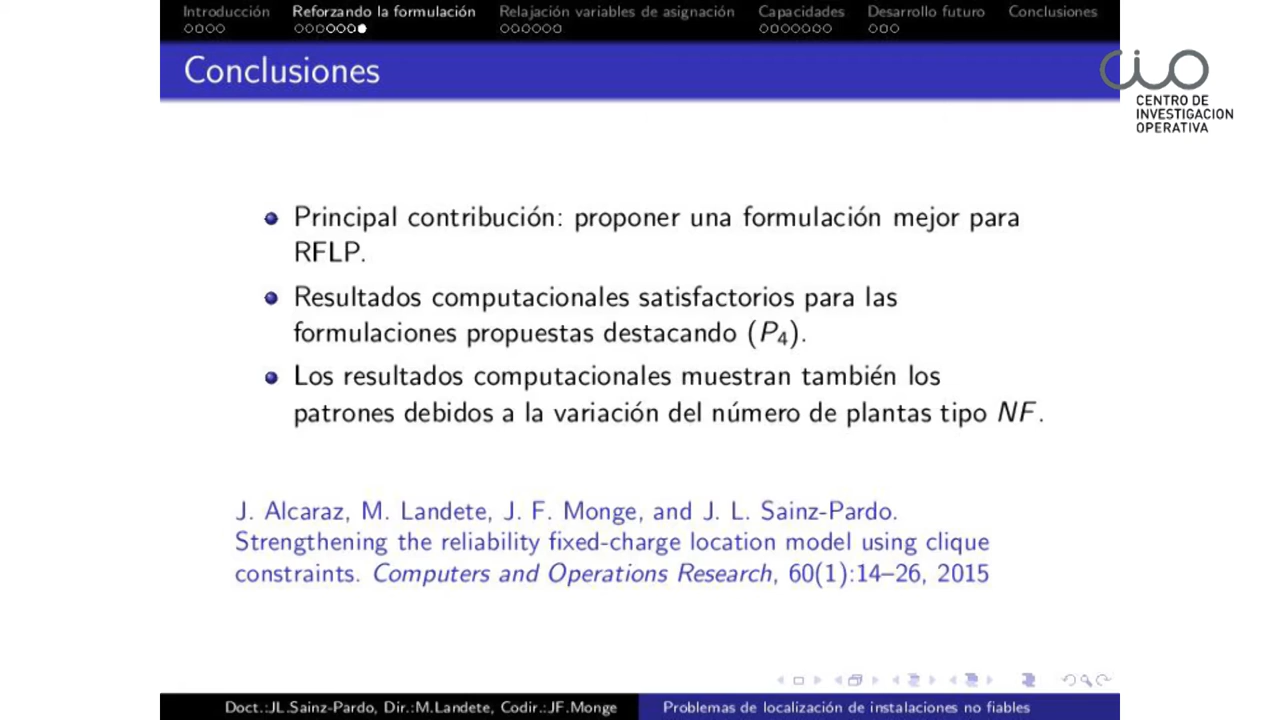 Introducción Reforzando la formulación Relajación variables de asignación Capacidades Desarrollo futuro Conclusiones
Conclusiones
CIO
CENTRO DE
INVESTIGACION
OPERATIVA
Principal contribución: proponer una formulación mejor para
RFLP.
Resultados computacionales satisfactorios para las
formulaciones propuestas destacando (P₄).
Los resultados computacionales muestran también los
patrones debidos a la variación del número de plantas tipo NF.
J. Alcaraz, M. Landete, J. F. Monge, and J. L. Sainz-Pardo.
Strengthening the reliability fixed-charge location model using clique
constraints. Computers and Operations Research, 60(1):14–26, 2015
Doct.:JL.Sainz-Pardo, Dir.:M.Landete, Codir.:JF.Monge Problemas de localización de instalaciones no fiables